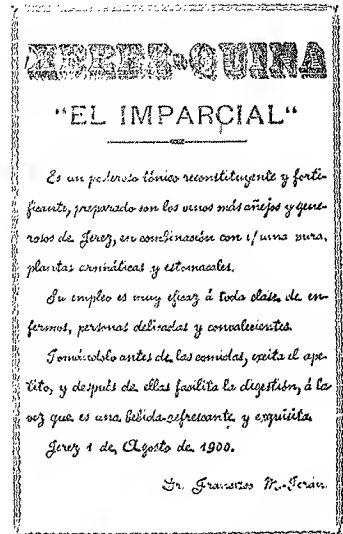 JEREZ-QUINA
"EL IMPARCIAL"
Es un poderoso tónico reconstituyente y forti-
ficante, preparado con los vinos más añejos y gene-
rosos de Jerez, en combinación con quina pura,
plantas aromáticas y estomacales.
Su empleo es muy eficaz á toda clase de en-
fermos, personas delicadas y convalecientes.
Tomándolo antes de las comidas, excita el ape-
tito, y después de ellas facilita la digestión, á la
vez que es una bebida refrescante y exquisita.
Jerez 1 de Agosto de 1900.
Dr. Francisco M.